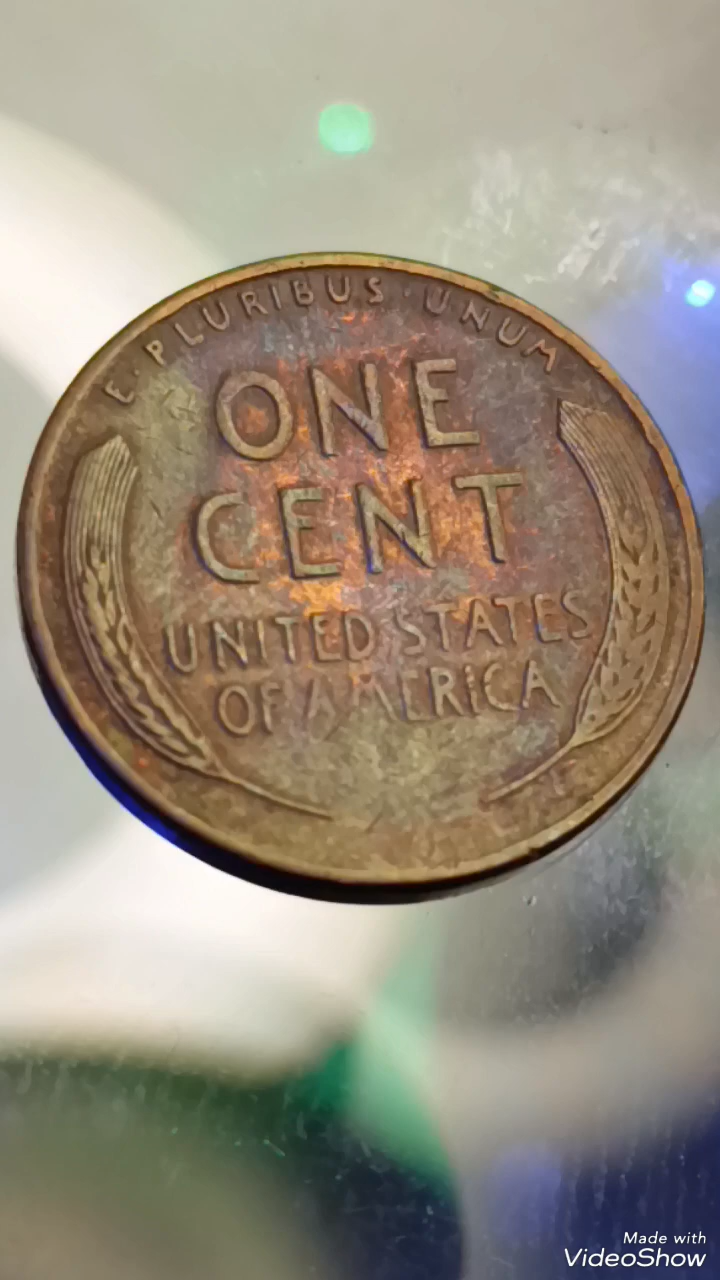 E · PLURIBUS · UNUM
ONE
CENT
UNITED STATES
OF AMERICA
Made with
VideoShow